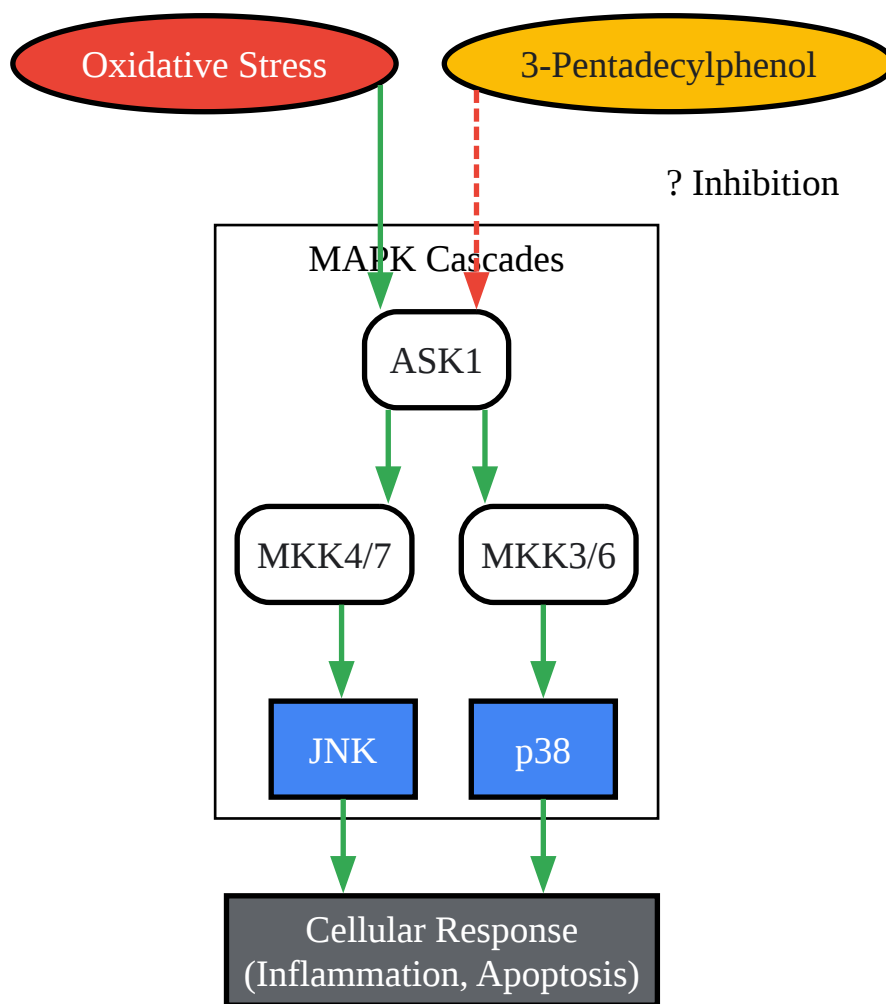 Oxidative Stress
3-Pentadecylphenol
? Inhibition
MAPK Cascades
ASK1
MKK4/7
MKK3/6
JNK
p38
Cellular Response
(Inflammation, Apoptosis)